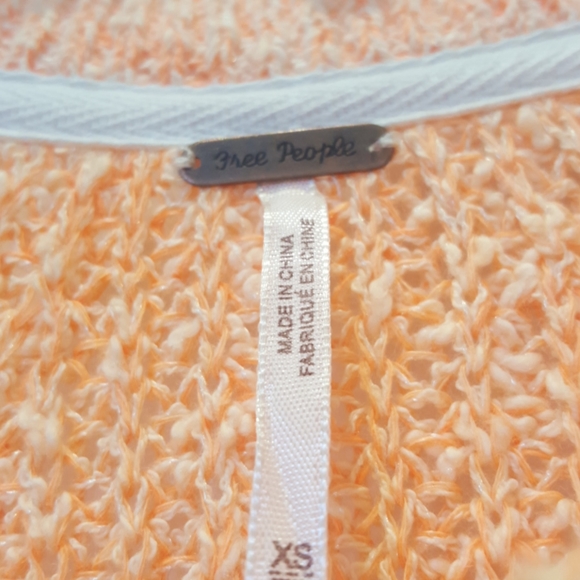 Free People
MADE IN CHINA
FABRIQUÉ EN CHINE
XS